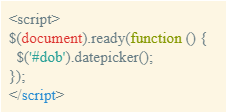 <script>
$(document).ready(function () {
  $('#dob').datepicker();
});
</script>